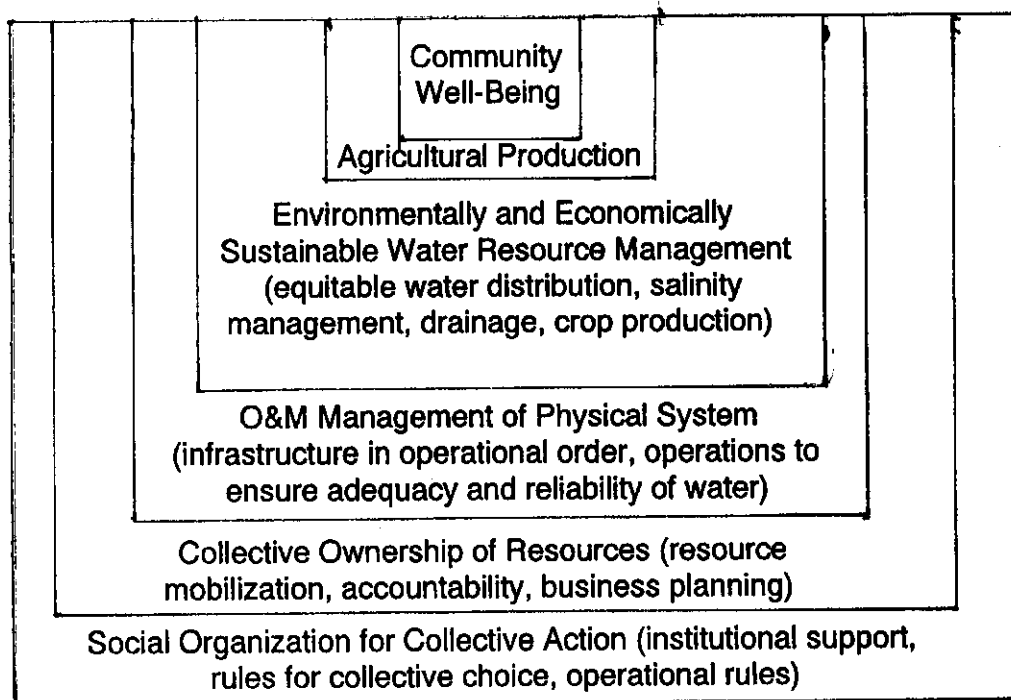 Community
Well-Being
Agricultural Production
Environmentally and Economically
Sustainable Water Resource Management
(equitable water distribution, salinity
management, drainage, crop production)
O&M Management of Physical System
(infrastructure in operational order, operations to
ensure adequacy and reliability of water)
Collective Ownership of Resources (resource
mobilization, accountability, business planning)
Social Organization for Collective Action (institutional support,
rules for collective choice, operational rules)